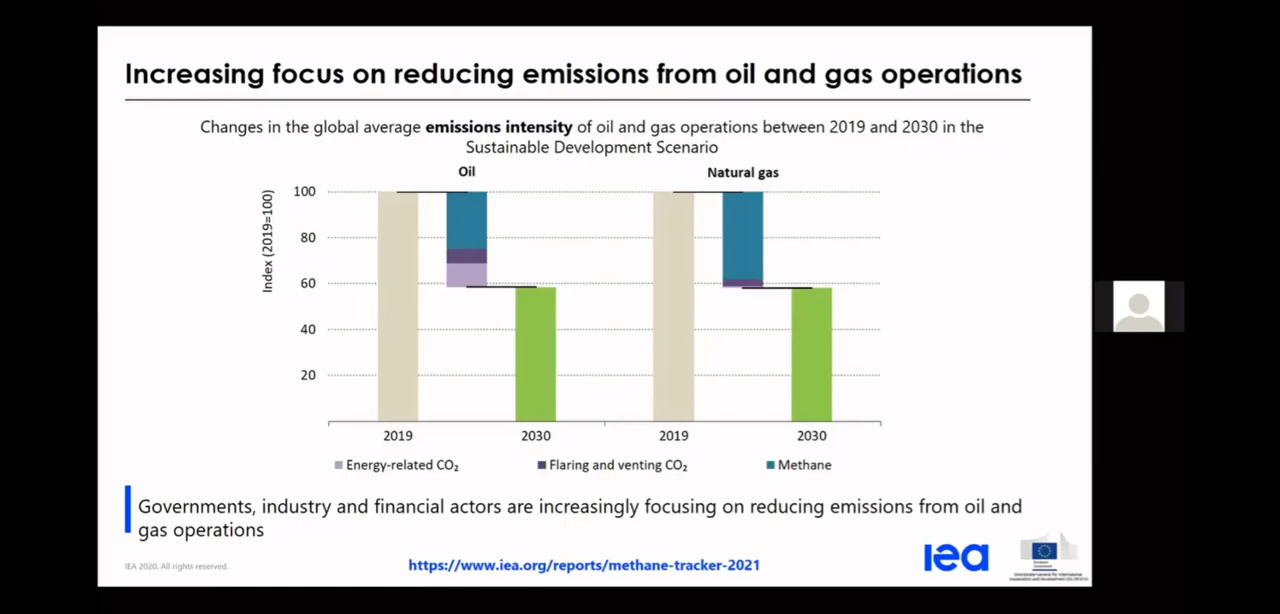 Increasing focus on reducing emissions from oil and gas operations
Changes in the global average emissions intensity of oil and gas operations between 2019 and 2030 in the
Sustainable Development Scenario
Oil
Natural gas
Index (2019=100)
100
80
60
40
20
2019
2030
2019
2030
Energy-related CO₂
Flaring and venting CO₂
Methane
Governments, industry and financial actors are increasingly focusing on reducing emissions from oil and
gas operations
IEA 2020. All rights reserved.
https://www.iea.org/reports/methane-tracker-2021
iea